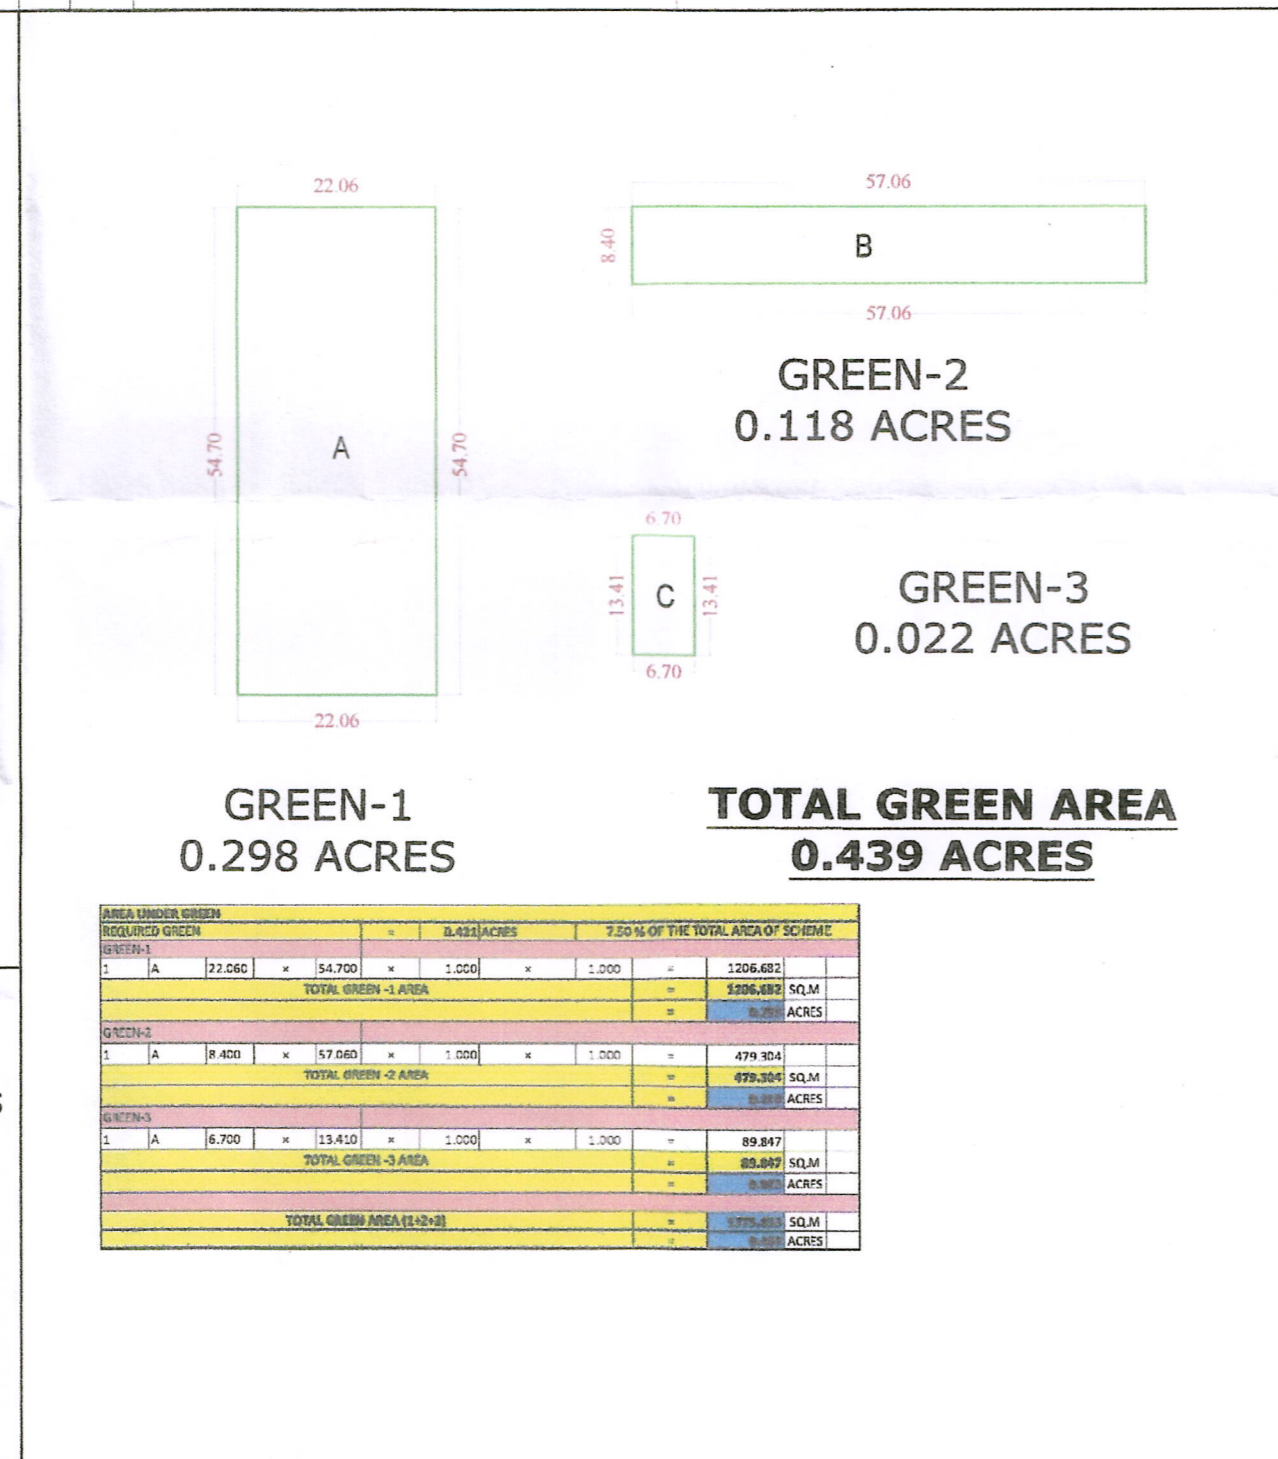 22.06
54.70
A
54.70
22.06
GREEN-1
0.298 ACRES
57.06
8.40
B
57.06
GREEN-2
0.118 ACRES
6.70
13.41
C
13.41
6.70
GREEN-3
0.022 ACRES
TOTAL GREEN AREA
0.439 ACRES
AREA UNDER GREEN
REQUIRED GREEN = 0.421 ACRES 7.50 % OF THE TOTAL AREA OF SCHEME
GREEN-1
1 A 22.060 × 54.700 × 1.000 × 1.000 = 1206.682
TOTAL GREEN -1 AREA = 1206.682 SQ.M
= ACRES
GREEN-2
1 A 8.400 × 57.060 × 1.000 × 1.000 = 479.304
TOTAL GREEN -2 AREA = 479.304 SQ.M
= ACRES
GREEN-3
1 A 6.700 × 13.410 × 1.000 × 1.000 = 89.847
TOTAL GREEN -3 AREA = 89.847 SQ.M
= ACRES
TOTAL GREEN AREA (1+2+3) = SQ.M
= ACRES